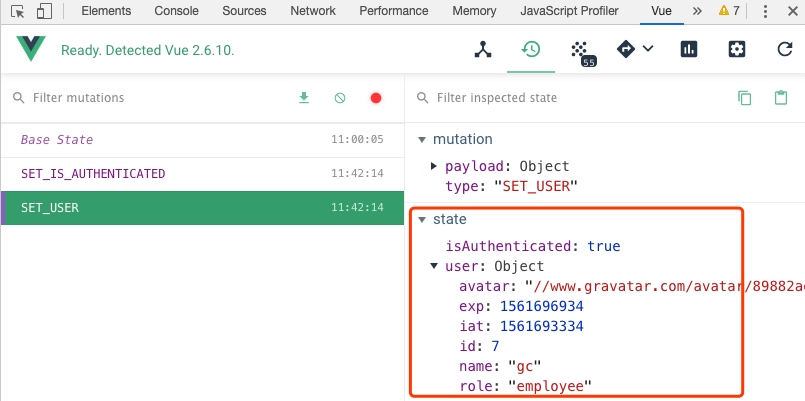 Elements Console Sources Network Performance Memory JavaScript Profiler Vue » 7
Ready. Detected Vue 2.6.10.
55
Filter mutations
Filter inspected state
Base State 11:00:05
SET_IS_AUTHENTICATED 11:42:14
SET_USER 11:42:14
mutation
payload: Object
type: "SET_USER"
state
isAuthenticated: true
user: Object
avatar: "//www.gravatar.com/avatar/89882a
exp: 1561696934
iat: 1561693334
id: 7
name: "gc"
role: "employee"